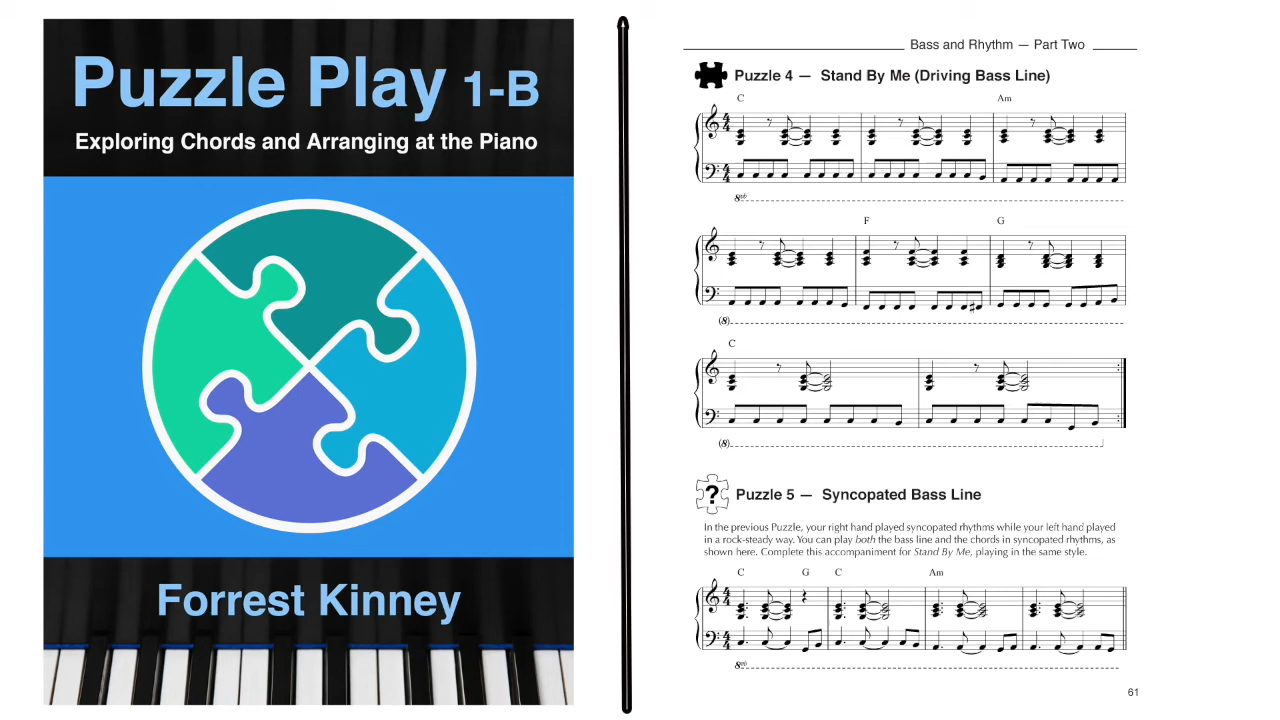 Puzzle Play 1-B
Exploring Chords and Arranging at the Piano
Forrest Kinney
Bass and Rhythm — Part Two
Puzzle 4 — Stand By Me (Driving Bass Line)
C Am
8vb
F G
(8)
C
(8)
?
Puzzle 5 — Syncopated Bass Line
In the previous Puzzle, your right hand played syncopated rhythms while your left hand played
in a rock-steady way. You can play both the bass line and the chords in syncopated rhythms, as
shown here. Complete this accompaniment for Stand By Me, playing in the same style.
C G C Am
8vb
61